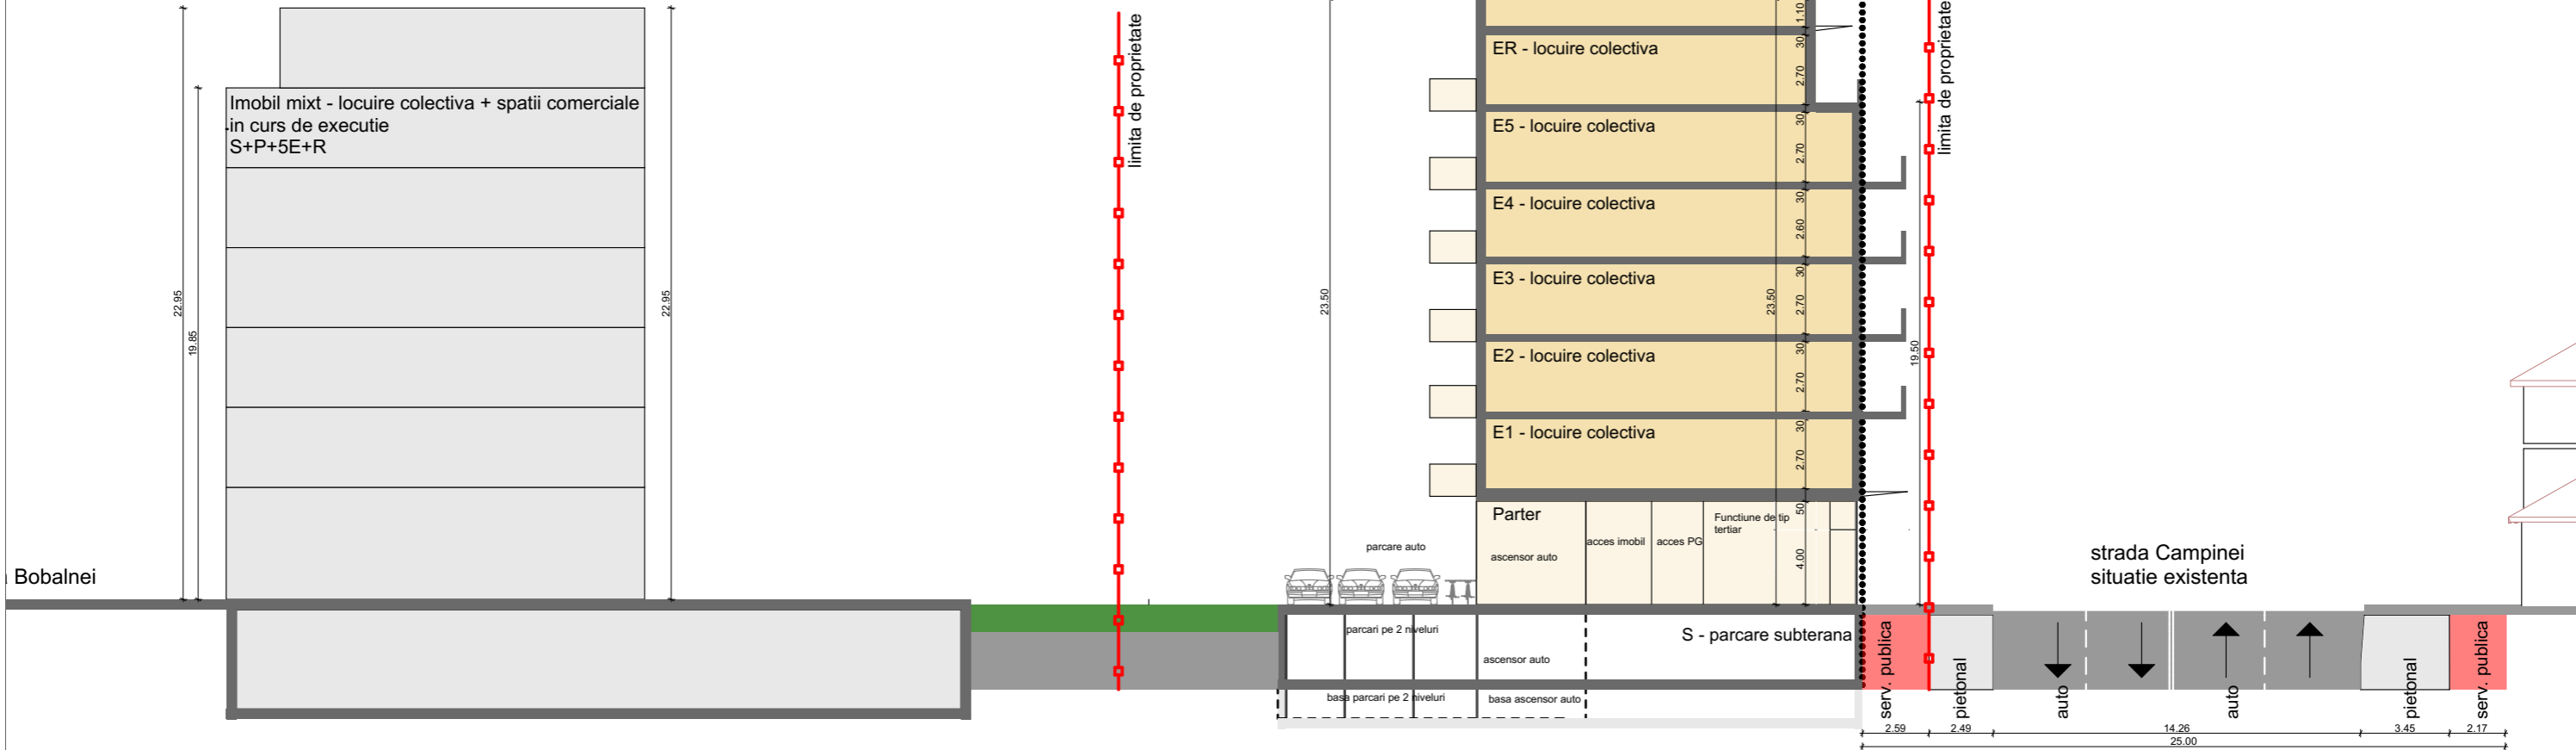 Imobil mixt - locuire colectiva + spatii comerciale
in curs de executie
S+P+5E+R
22.95
19.85
22.95
Bobalnei
limita de proprietate
23.50
parcare auto
ER - locuire colectiva
E5 - locuire colectiva
E4 - locuire colectiva
E3 - locuire colectiva
E2 - locuire colectiva
E1 - locuire colectiva
Parter
ascensor auto
acces imobil
acces PG
Functiune de tip
tertiar
1.10
30
2.70
30
2.70
30
2.60
30
2.70
30
2.70
30
2.70
50
4.00
23.50
19.50
limita de proprietate
parcari pe 2 niveluri
ascensor auto
S - parcare subterana
basa parcari pe 2 niveluri
basa ascensor auto
strada Campinei
situatie existenta
serv. publica
pietonal
auto
auto
pietonal
serv. publica
2.59
2.49
14.26
3.45
2.17
25.00